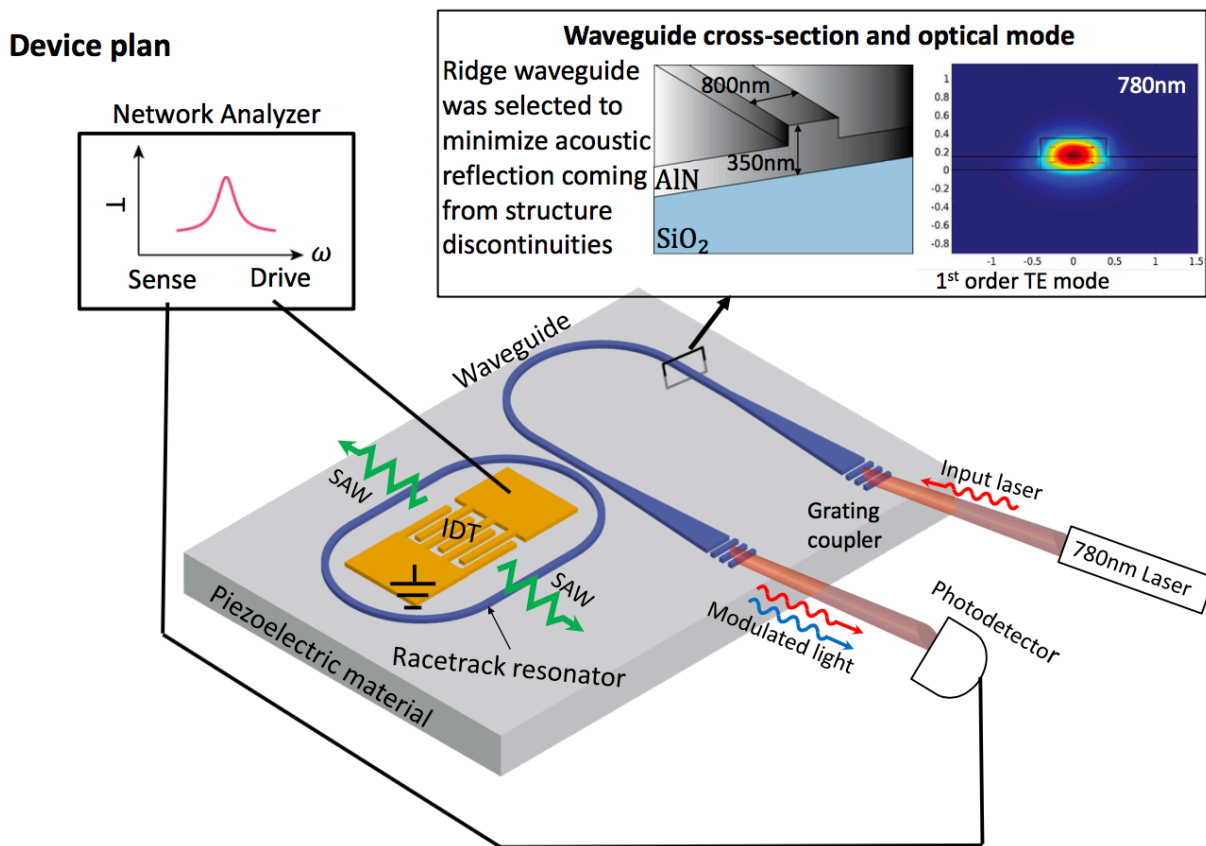 Device plan
Network Analyzer
T
ω
Sense Drive
Waveguide cross-section and optical mode
Ridge waveguide
was selected to
minimize acoustic
reflection coming
from structure
discontinuities
800nm
350nm
AlN
SiO₂
780nm
1
0.8
0.6
0.4
0.2
0
-0.2
-0.4
-0.6
-0.8
-1 -0.5 0 0.5 1 1.5
1st order TE mode
Waveguide
SAW
IDT
SAW
Input laser
Grating
coupler
780nm Laser
Photodetector
Modulated light
Racetrack resonator
Piezoelectric material